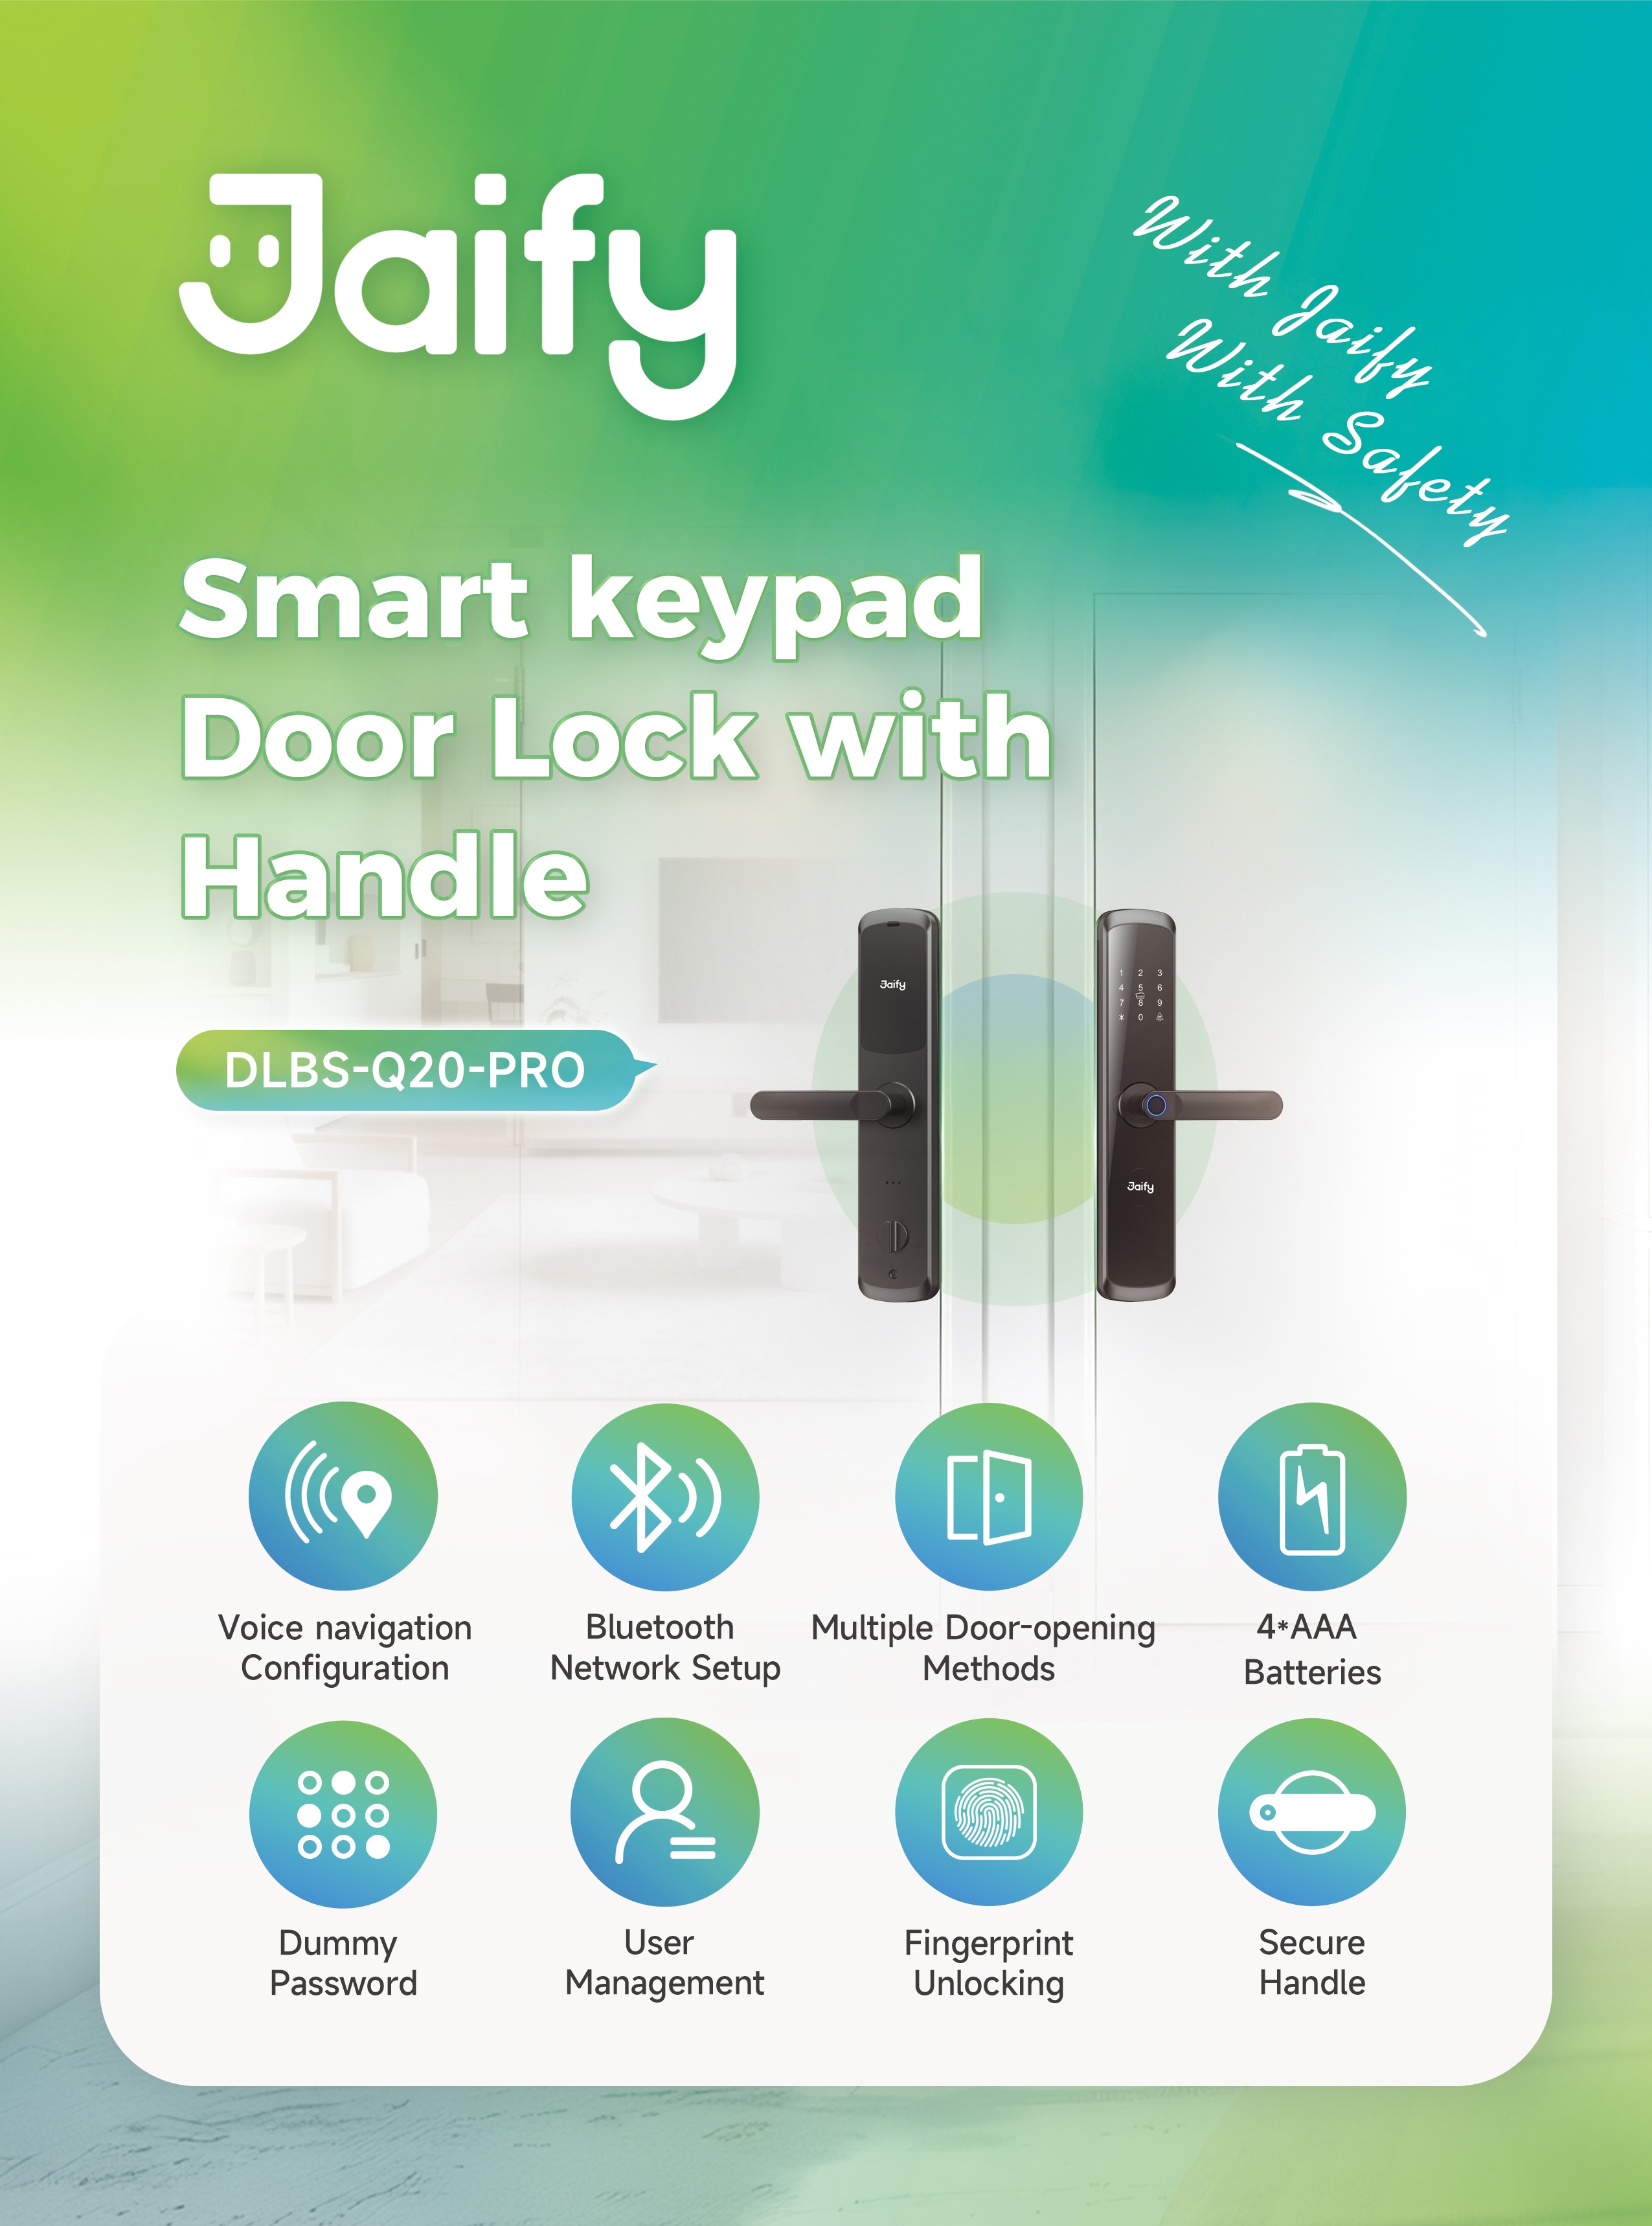 Jaify
With Jaify
With Safety
Smart keypad
Door Lock with
Handle
DLBS-Q20-PRO
Jaify
1 2 3
4 5 6
7 8 9
* 0
Jaify
Voice navigation
Configuration
Bluetooth
Network Setup
Multiple Door-opening
Methods
4*AAA
Batteries
Dummy
Password
User
Management
Fingerprint
Unlocking
Secure
Handle